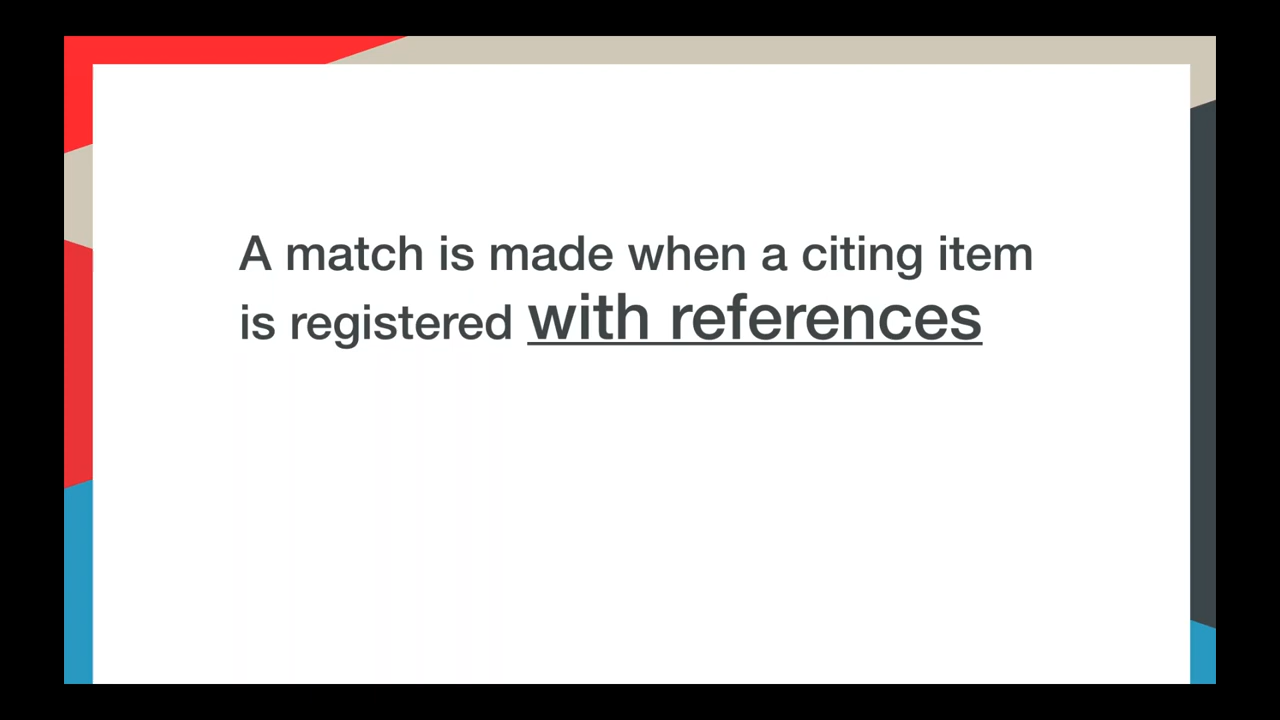 A match is made when a citing item
is registered with references